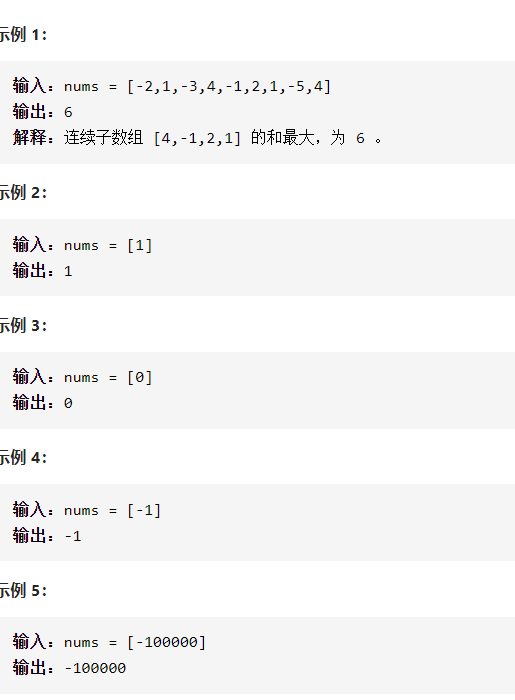 示例 1：
输入：nums = [-2,1,-3,4,-1,2,1,-5,4]
输出：6
解释：连续子数组 [4,-1,2,1] 的和最大，为 6 。
示例 2：
输入：nums = [1]
输出：1
示例 3：
输入：nums = [0]
输出：0
示例 4：
输入：nums = [-1]
输出：-1
示例 5：
输入：nums = [-100000]
输出：-100000